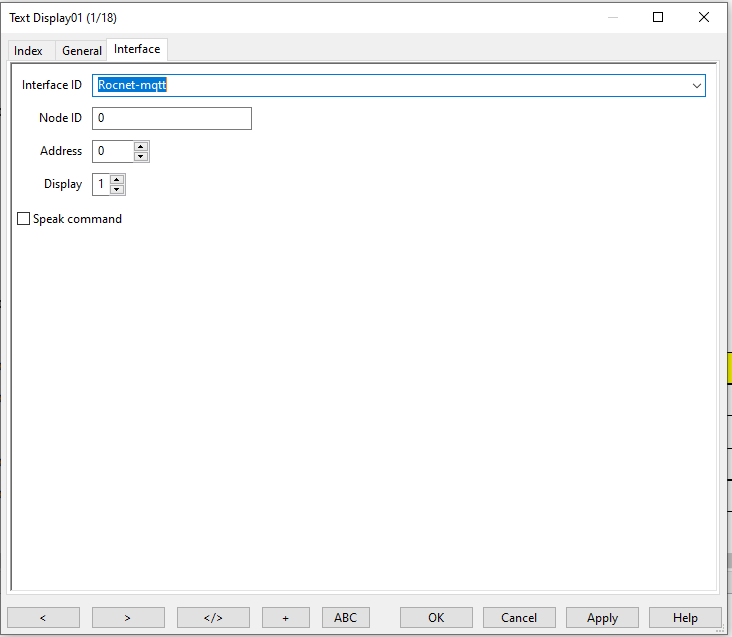 Text Display01 (1/18)
Index General Interface
Interface ID Rocnet-mqtt
Node ID 0
Address 0
Display 1
Speak command
< > </> + ABC OK Cancel Apply Help